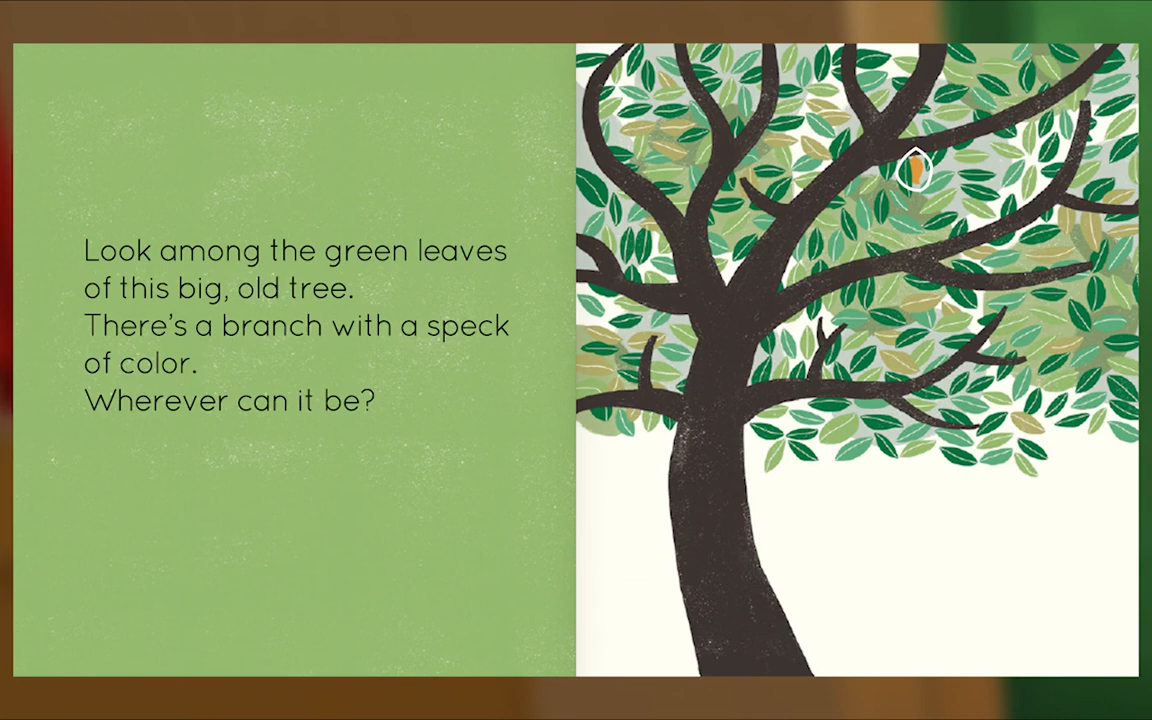 Look among the green leaves
of this big, old tree.
There's a branch with a speck
of color.
Wherever can it be?